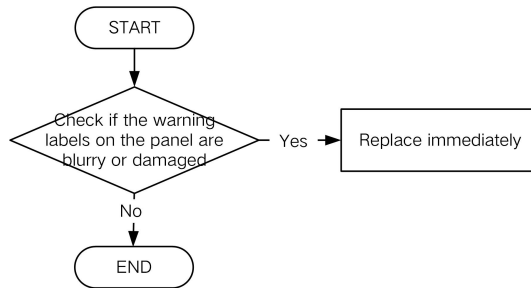 START
Check if the warning
labels on the panel are
blurry or damaged
Yes
Replace immediately
No
END